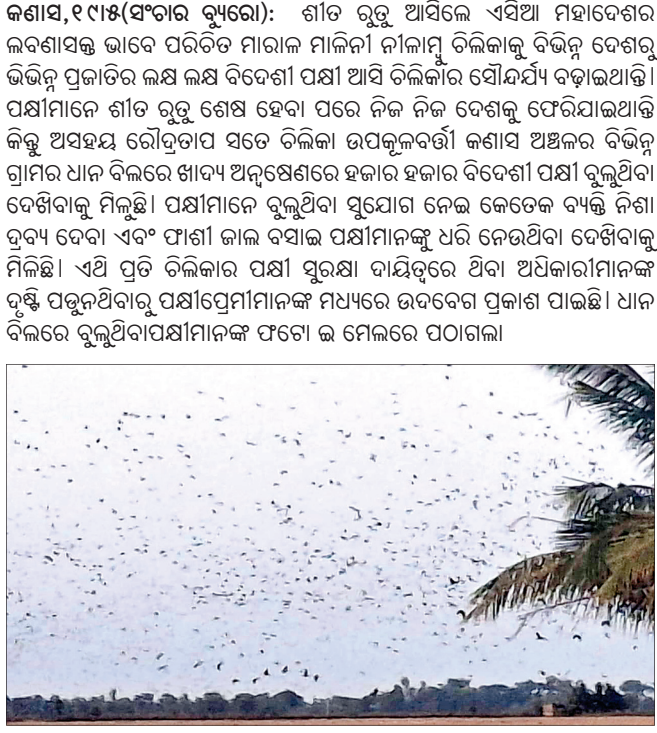 କଣାସ,୧୯।୫(ସଂଚାର ବ୍ୟୁରୋ): ଶୀତ ରୁତୁ ଆସିଲେ ଏସିଆ ମହାଦେଶର
ଲବଣାସକ୍ତ ଭାବେ ପରିଚିତ ମାରାଳ ମାଳିନୀ ନୀଳାମ୍ବୁ ଚିଲିକାକୁ ବିଭିନ୍ନ ଦେଶରୁ
ଭିଭିନ୍ନ ପ୍ରଜାତିର ଲକ୍ଷ ଲକ୍ଷ ବିଦେଶୀ ପକ୍ଷୀ ଆସି ଚିଲିକାର ସୌନ୍ଦର୍ଯ୍ୟ ବଢ଼ାଇଥାନ୍ତି।
ପକ୍ଷୀମାନେ ଶୀତ ରୁତୁ ଶେଷ ହେବା ପରେ ନିଜ ନିଜ ଦେଶକୁ ଫେରିଯାଇଥାନ୍ତି
କିନ୍ତୁ ଅସହ୍ୟ ରୌଦ୍ରତାପ ସତେ ଚିଲିକା ଉପକୂଳବର୍ତ୍ତୀ କଣାସ ଅଞ୍ଚଳର ବିଭିନ୍ନ
ଗ୍ରାମର ଧାନ ବିଲରେ ଖାଦ୍ୟ ଅନ୍ୱଷେଣରେ ହଜାର ହଜାର ବିଦେଶୀ ପକ୍ଷୀ ବୁଲୁଥିବା
ଦେଖିବାକୁ ମିଳୁଛି। ପକ୍ଷୀମାନେ ବୁଲୁଥିବା ସୁଯୋଗ ନେଇ କେତେକ ବ୍ୟକ୍ତି ନିଶା
ଦ୍ରବ୍ୟ ଦେବା ଏବଂ ଫାଶୀ ଜାଲ ବସାଇ ପକ୍ଷୀମାନଙ୍କୁ ଧରି ନେଉଥିବା ଦେଖିବାକୁ
ମିଳିଛି। ଏଥି ପ୍ରତି ଚିଲିକାର ପକ୍ଷୀ ସୁରକ୍ଷା ଦାୟିତ୍ୱରେ ଥିବା ଅଧିକାରୀମାନଙ୍କ
ଦୃଷ୍ଟି ପଡୁନଥିବାରୁ ପକ୍ଷୀପ୍ରେମୀମାନଙ୍କ ମଧ୍ୟରେ ଉଦବେଗ ପ୍ରକାଶ ପାଇଛି। ଧାନ
ବିଲରେ ବୁଲୁଥିବାପକ୍ଷୀମାନଙ୍କ ଫଟୋ ଇ ମେଲରେ ପଠାଗଲା